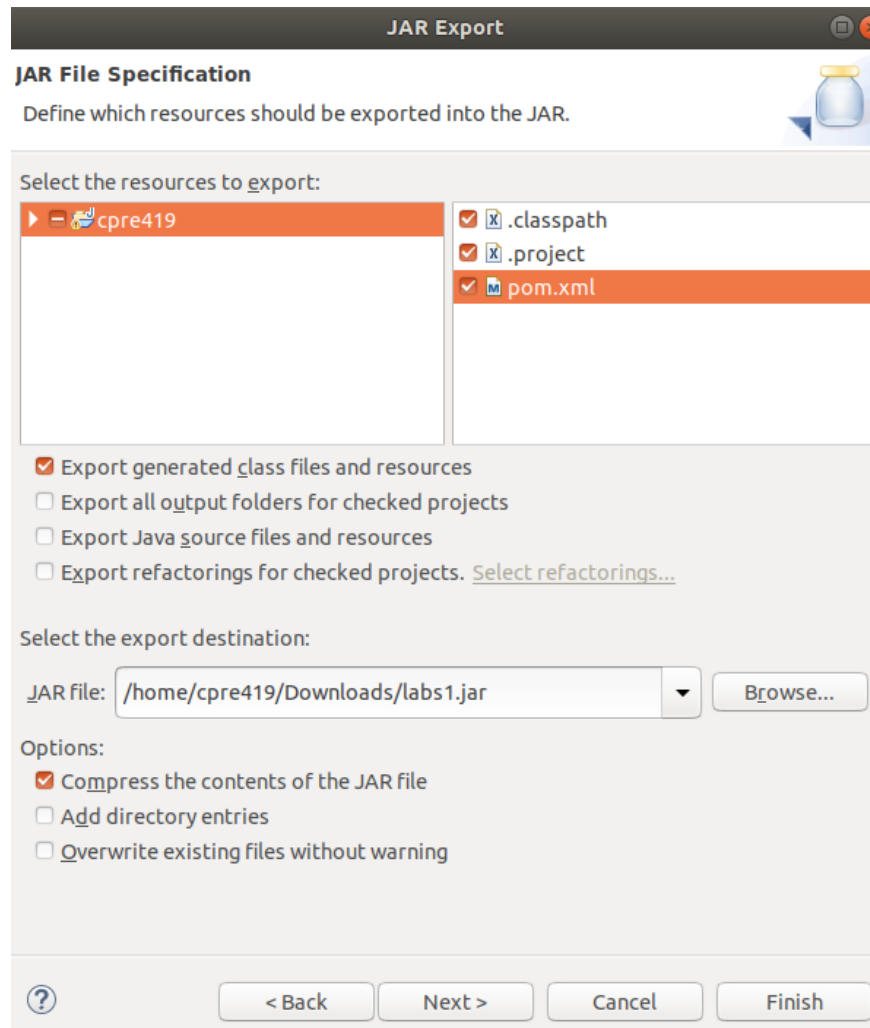 JAR Export
JAR File Specification
Define which resources should be exported into the JAR.
Select the resources to export:
cpre419
.classpath
.project
pom.xml
Export generated class files and resources
Export all output folders for checked projects
Export Java source files and resources
Export refactorings for checked projects. Select refactorings...
Select the export destination:
JAR file: /home/cpre419/Downloads/labs1.jar Browse...
Options:
Compress the contents of the JAR file
Add directory entries
Overwrite existing files without warning
? < Back Next > Cancel Finish